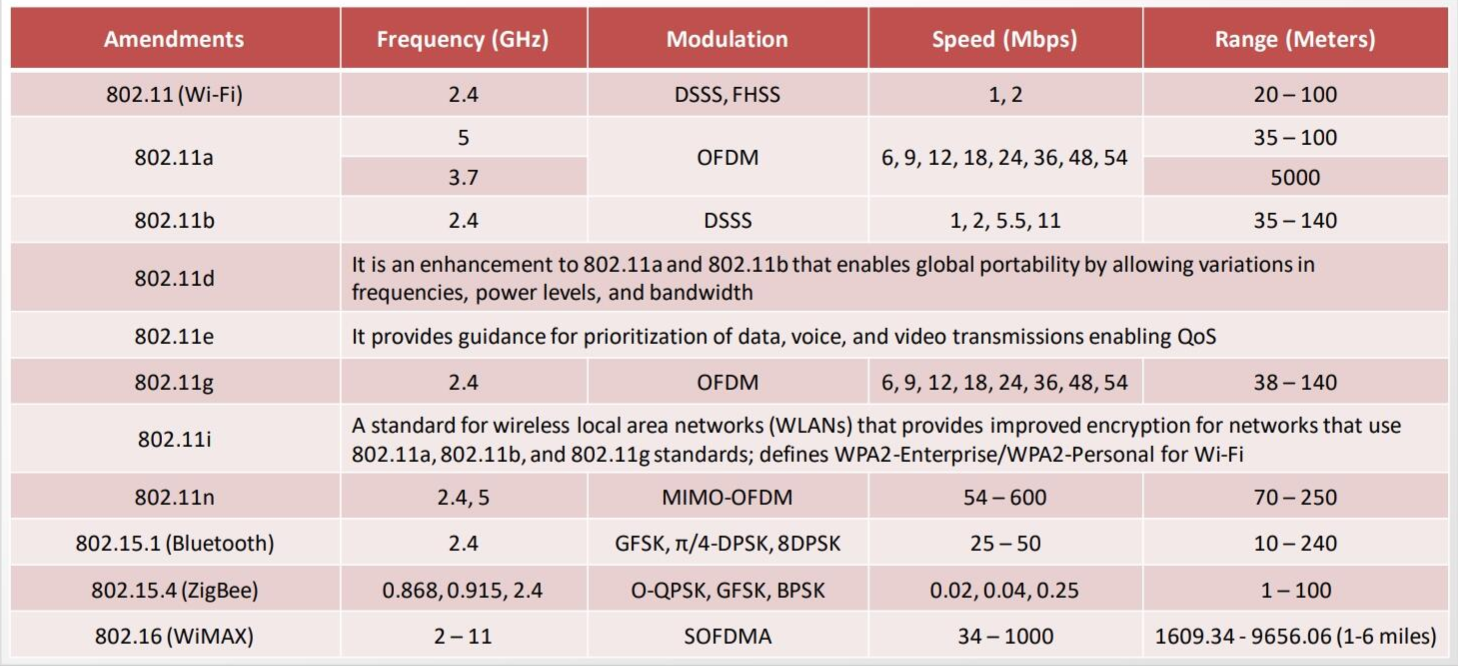 Amendments Frequency (GHz) Modulation Speed (Mbps) Range (Meters)
802.11 (Wi-Fi) 2.4 DSSS, FHSS 1, 2 20 – 100
802.11a 5 OFDM 6, 9, 12, 18, 24, 36, 48, 54 35 – 100
3.7 5000
802.11b 2.4 DSSS 1, 2, 5.5, 11 35 – 140
802.11d It is an enhancement to 802.11a and 802.11b that enables global portability by allowing variations in
frequencies, power levels, and bandwidth
802.11e It provides guidance for prioritization of data, voice, and video transmissions enabling QoS
802.11g 2.4 OFDM 6, 9, 12, 18, 24, 36, 48, 54 38 – 140
802.11i A standard for wireless local area networks (WLANs) that provides improved encryption for networks that use
802.11a, 802.11b, and 802.11g standards; defines WPA2-Enterprise/WPA2-Personal for Wi-Fi
802.11n 2.4, 5 MIMO-OFDM 54 – 600 70 – 250
802.15.1 (Bluetooth) 2.4 GFSK, π/4-DPSK, 8DPSK 25 – 50 10 – 240
802.15.4 (ZigBee) 0.868, 0.915, 2.4 O-QPSK, GFSK, BPSK 0.02, 0.04, 0.25 1 – 100
802.16 (WiMAX) 2 – 11 SOFDMA 34 – 1000 1609.34 - 9656.06 (1-6 miles)